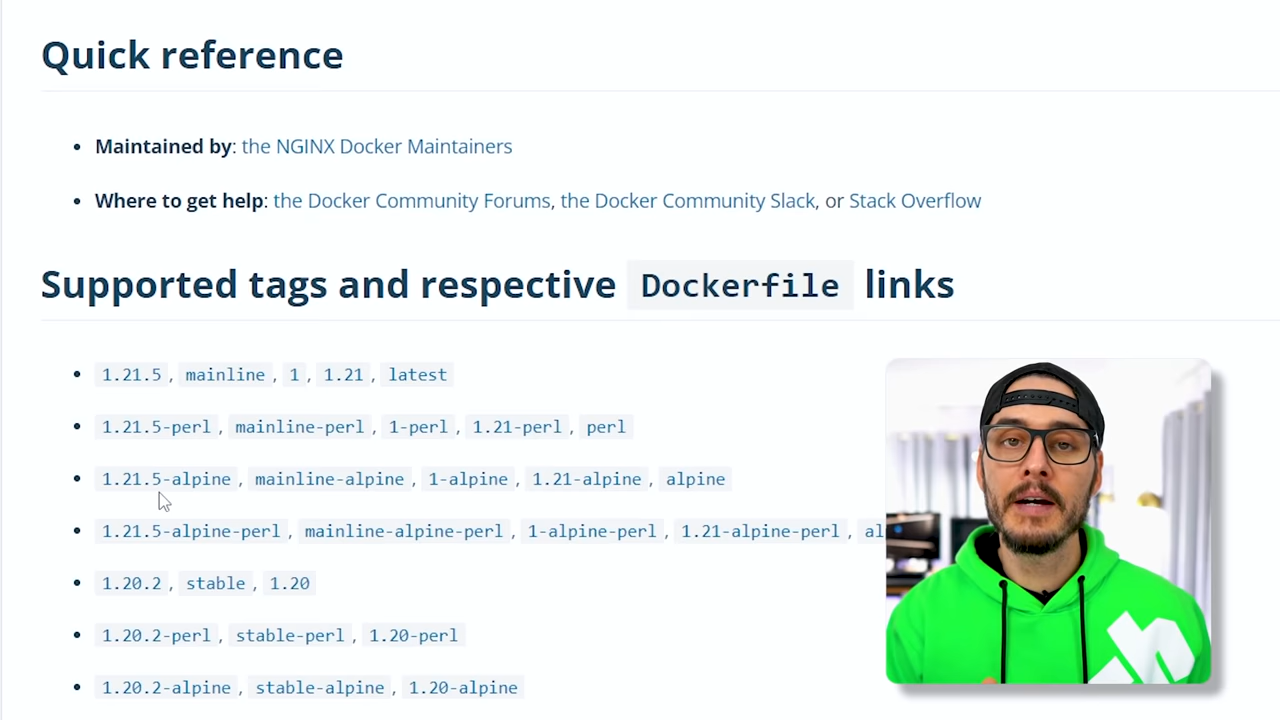 Quick reference
• Maintained by: the NGINX Docker Maintainers
• Where to get help: the Docker Community Forums, the Docker Community Slack, or Stack Overflow
Supported tags and respective Dockerfile links
• 1.21.5, mainline, 1, 1.21, latest
• 1.21.5-perl, mainline-perl, 1-perl, 1.21-perl, perl
• 1.21.5-alpine, mainline-alpine, 1-alpine, 1.21-alpine, alpine
• 1.21.5-alpine-perl, mainline-alpine-perl, 1-alpine-perl, 1.21-alpine-perl, al
• 1.20.2, stable, 1.20
• 1.20.2-perl, stable-perl, 1.20-perl
• 1.20.2-alpine, stable-alpine, 1.20-alpine